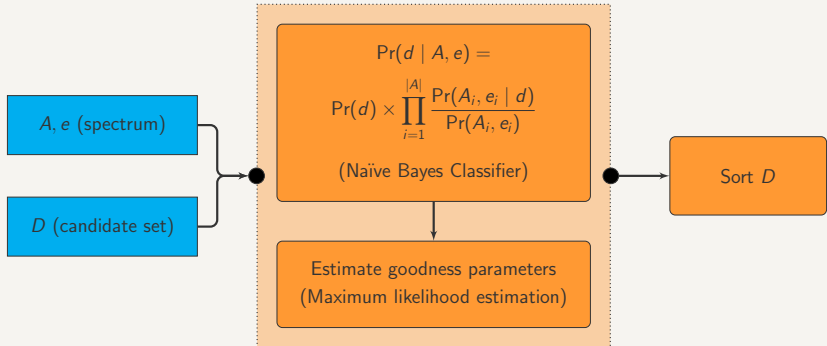 A, e (spectrum)
D (candidate set)
Pr(d | A, e) =
Pr(d) × ∏_{i=1}^{|A|} Pr(A_i, e_i | d) / Pr(A_i, e_i)
(Naïve Bayes Classifier)
Estimate goodness parameters
(Maximum likelihood estimation)
Sort D